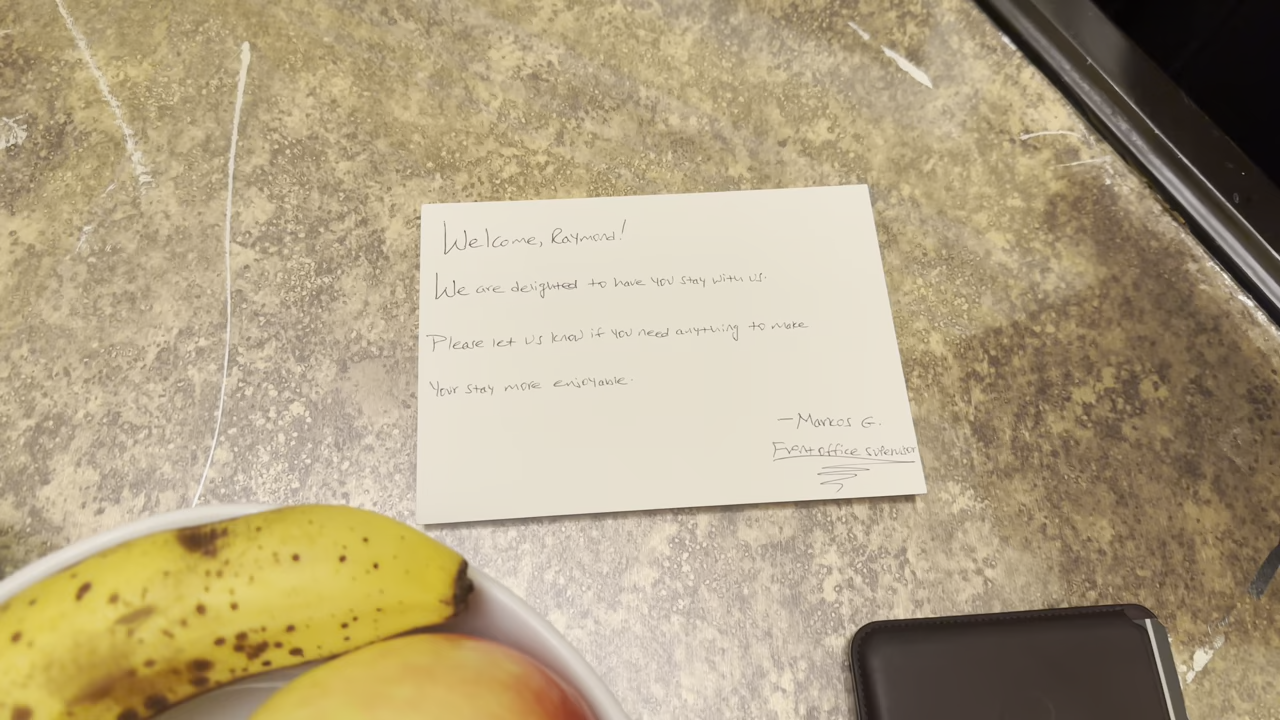 Welcome, Raymond!
We are delighted to have you stay with us.
Please let us know if you need anything to make
Your stay more enjoyable.
— Markos G.
Front office supervisor